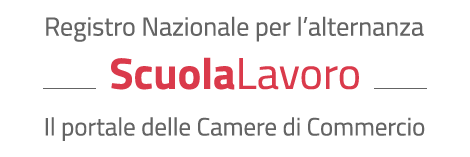 Registro Nazionale per l'alternanza
ScuolaLavoro
Il portale delle Camere di Commercio